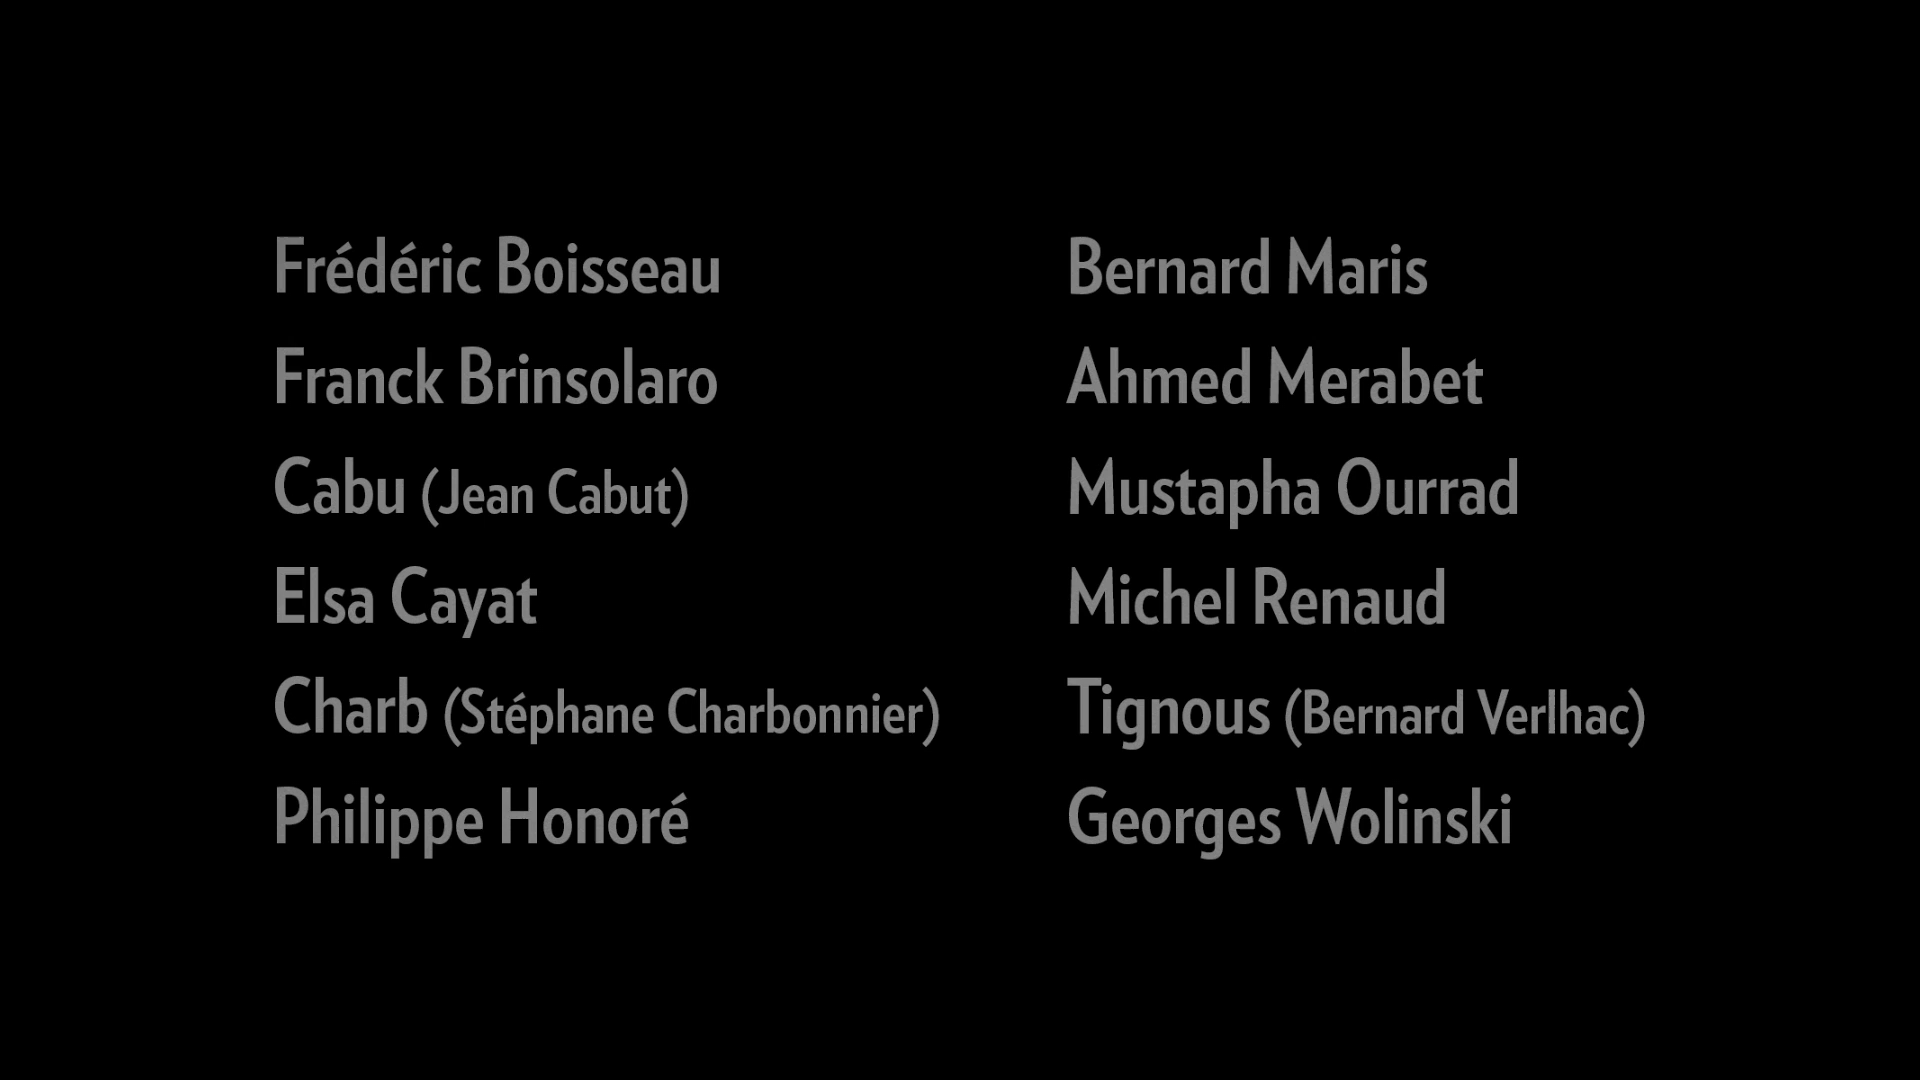 Frédéric Boisseau
Franck Brinsolaro
Cabu (Jean Cabut)
Elsa Cayat
Charb (Stéphane Charbonnier)
Philippe Honoré
Bernard Maris
Ahmed Merabet
Mustapha Ourrad
Michel Renaud
Tignous (Bernard Verlhac)
Georges Wolinski